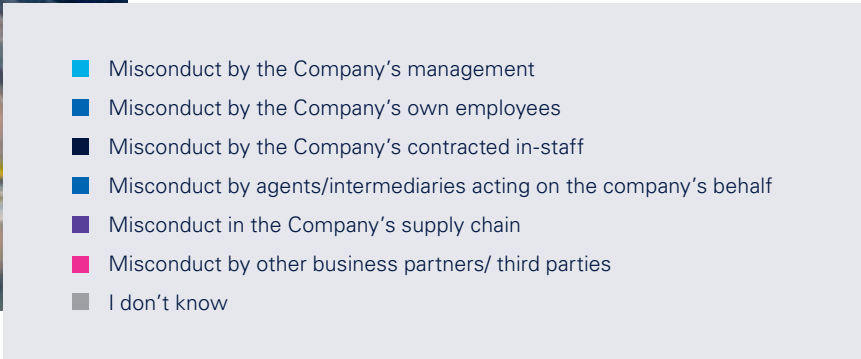 Misconduct by the Company’s management
Misconduct by the Company’s own employees
Misconduct by the Company’s contracted in-staff
Misconduct by agents/intermediaries acting on the company’s behalf
Misconduct in the Company’s supply chain
Misconduct by other business partners/ third parties
I don’t know